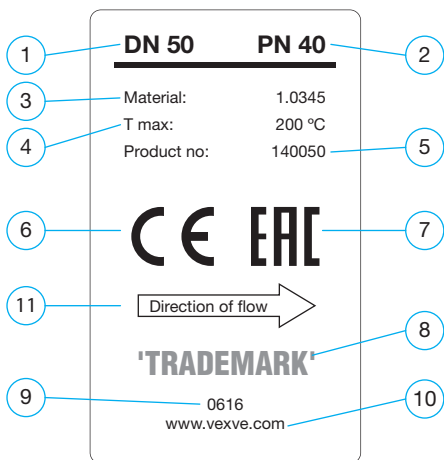 1 DN 50 PN 40 2
3 Material: 1.0345
4 T max: 200 ºC
Product no: 140050 5
6 CE EAC 7
11 Direction of flow
'TRADEMARK' 8
9 0616
www.vexve.com 10